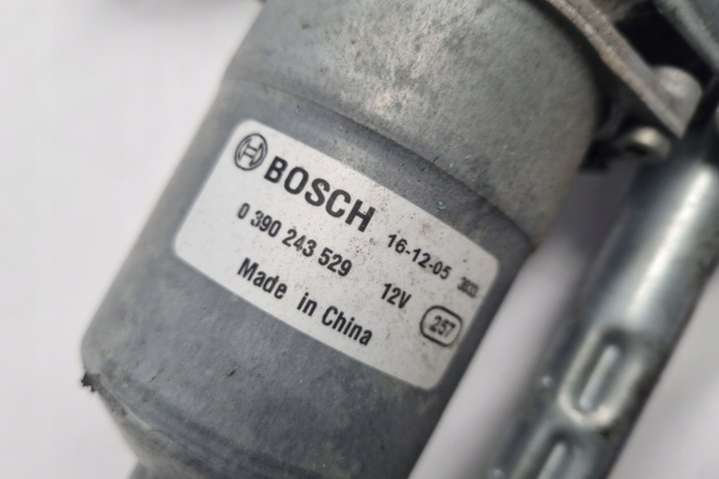 BOSCH
16-12-05
0 390 243 529
12V
257
Made in China